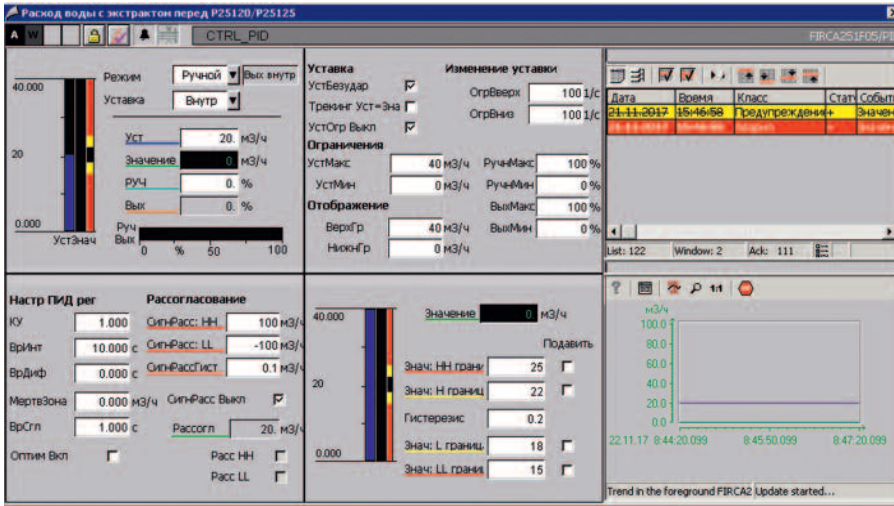 Расход воды с экстрактом перед P25120/P25125
A W CTRL_PID FIRCA251F05/PI
40.000
20
0.000
УстЗнач
Режим Ручной Вых внутр
Уставка Внутр
Уст 20. м3/ч
Значение 0 м3/ч
РУЧ 0. %
Вых 0. %
Руч
Вых
0 % 50 100
Уставка Изменение уставки
УстБезудар ОгрВверх 100 1/с
Трекинг Уст=Зна ОгрВниз 100 1/с
УстОгр Выкл
Ограничения
УстМакс 40 м3/ч РучнМакс 100 %
УстМин 0 м3/ч РучнМин 0 %
Отображение ВыхМакс 100 %
ВерхГр 40 м3/ч ВыхМин 0 %
НижнГр 0 м3/ч
Дата Время Класс Стат Событ
21.11.2017 15:46:58 Предупреждени + Значен
List: 122 Window: 2 Ack: 111
Настр ПИД рег Рассогласование
КУ 1.000 СигнРасс: HH 100 м3/ч
ВрИнт 10.000 с СигнРасс: LL -100 м3/ч
ВрДиф 0.000 с СигнРассГист 0.1 м3/ч
МертвЗона 0.000 м3/ч СигнРасс Выкл
ВрСгл 1.000 с Рассогл 20. м3/ч
Оптим Вкл Расс HH
Расс LL
40.000
20
0.000
Значение 0 м3/ч
Подавить
Знач: HH грани 25
Знач: H границ 22
Гистерезис 0.2
Знач: L границ 18
Знач: LL грани 15
? 1:1
м3/ч
100.0
80.0
60.0
40.0
20.0
0.0
22.11.17 8:44:20.099 8:45:50.099 8:47:20.099
Trend in the foreground FIRCA2 Update started...